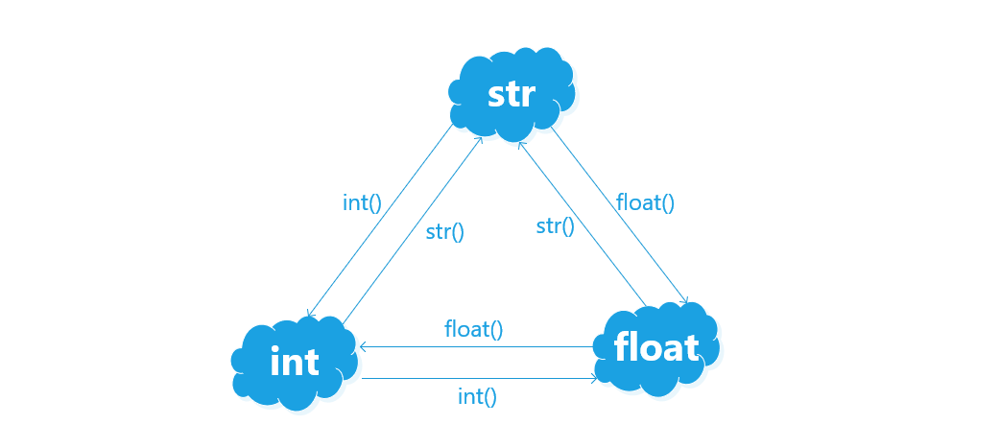 str
int()
float()
str()
str()
float()
int
float
int()